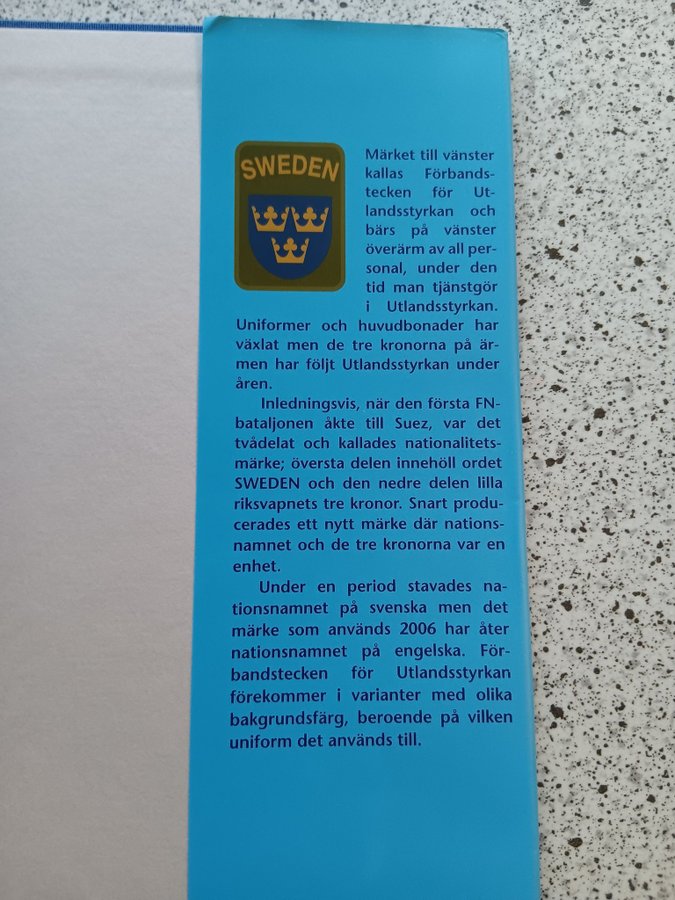 SWEDEN
Märket till vänster
kallas Förbands-
tecken för Ut-
landsstyrkan och
bärs på vänster
överärm av all per-
sonal, under den
tid man tjänstgör
i Utlandsstyrkan.
Uniformer och huvudbonader har
växlat men de tre kronorna på är-
men har följt Utlandsstyrkan under
åren.
Inledningsvis, när den första FN-
bataljonen åkte till Suez, var det
tvådelat och kallades nationalitets-
märke; översta delen innehöll ordet
SWEDEN och den nedre delen lilla
riksvapnets tre kronor. Snart produ-
cerades ett nytt märke där nations-
namnet och de tre kronorna var en
enhet.
Under en period stavades na-
tionsnamnet på svenska men det
märke som används 2006 har åter
nationsnamnet på engelska. För-
bandstecken för Utlandsstyrkan
förekommer i varianter med olika
bakgrundsfärg, beroende på vilken
uniform det används till.